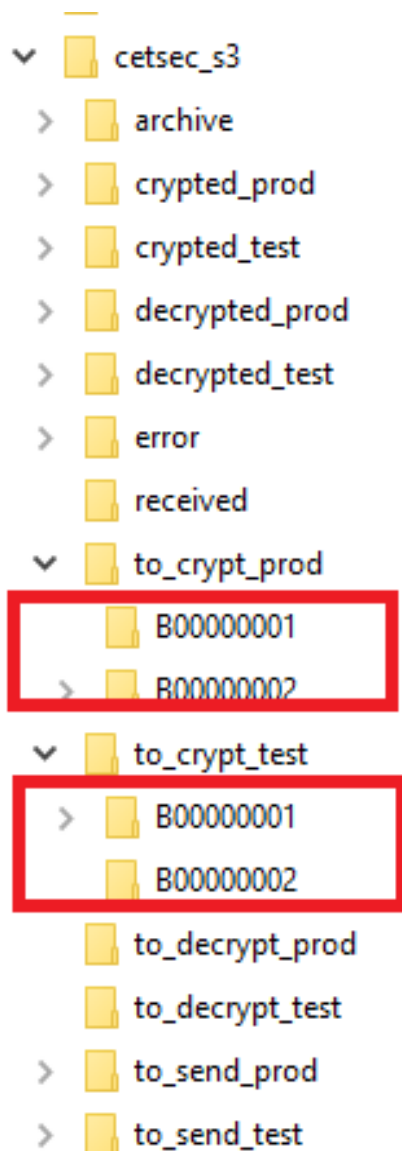 cetsec_s3
archive
crypted_prod
crypted_test
decrypted_prod
decrypted_test
error
received
to_crypt_prod
B00000001
B00000002
to_crypt_test
B00000001
B00000002
to_decrypt_prod
to_decrypt_test
to_send_prod
to_send_test